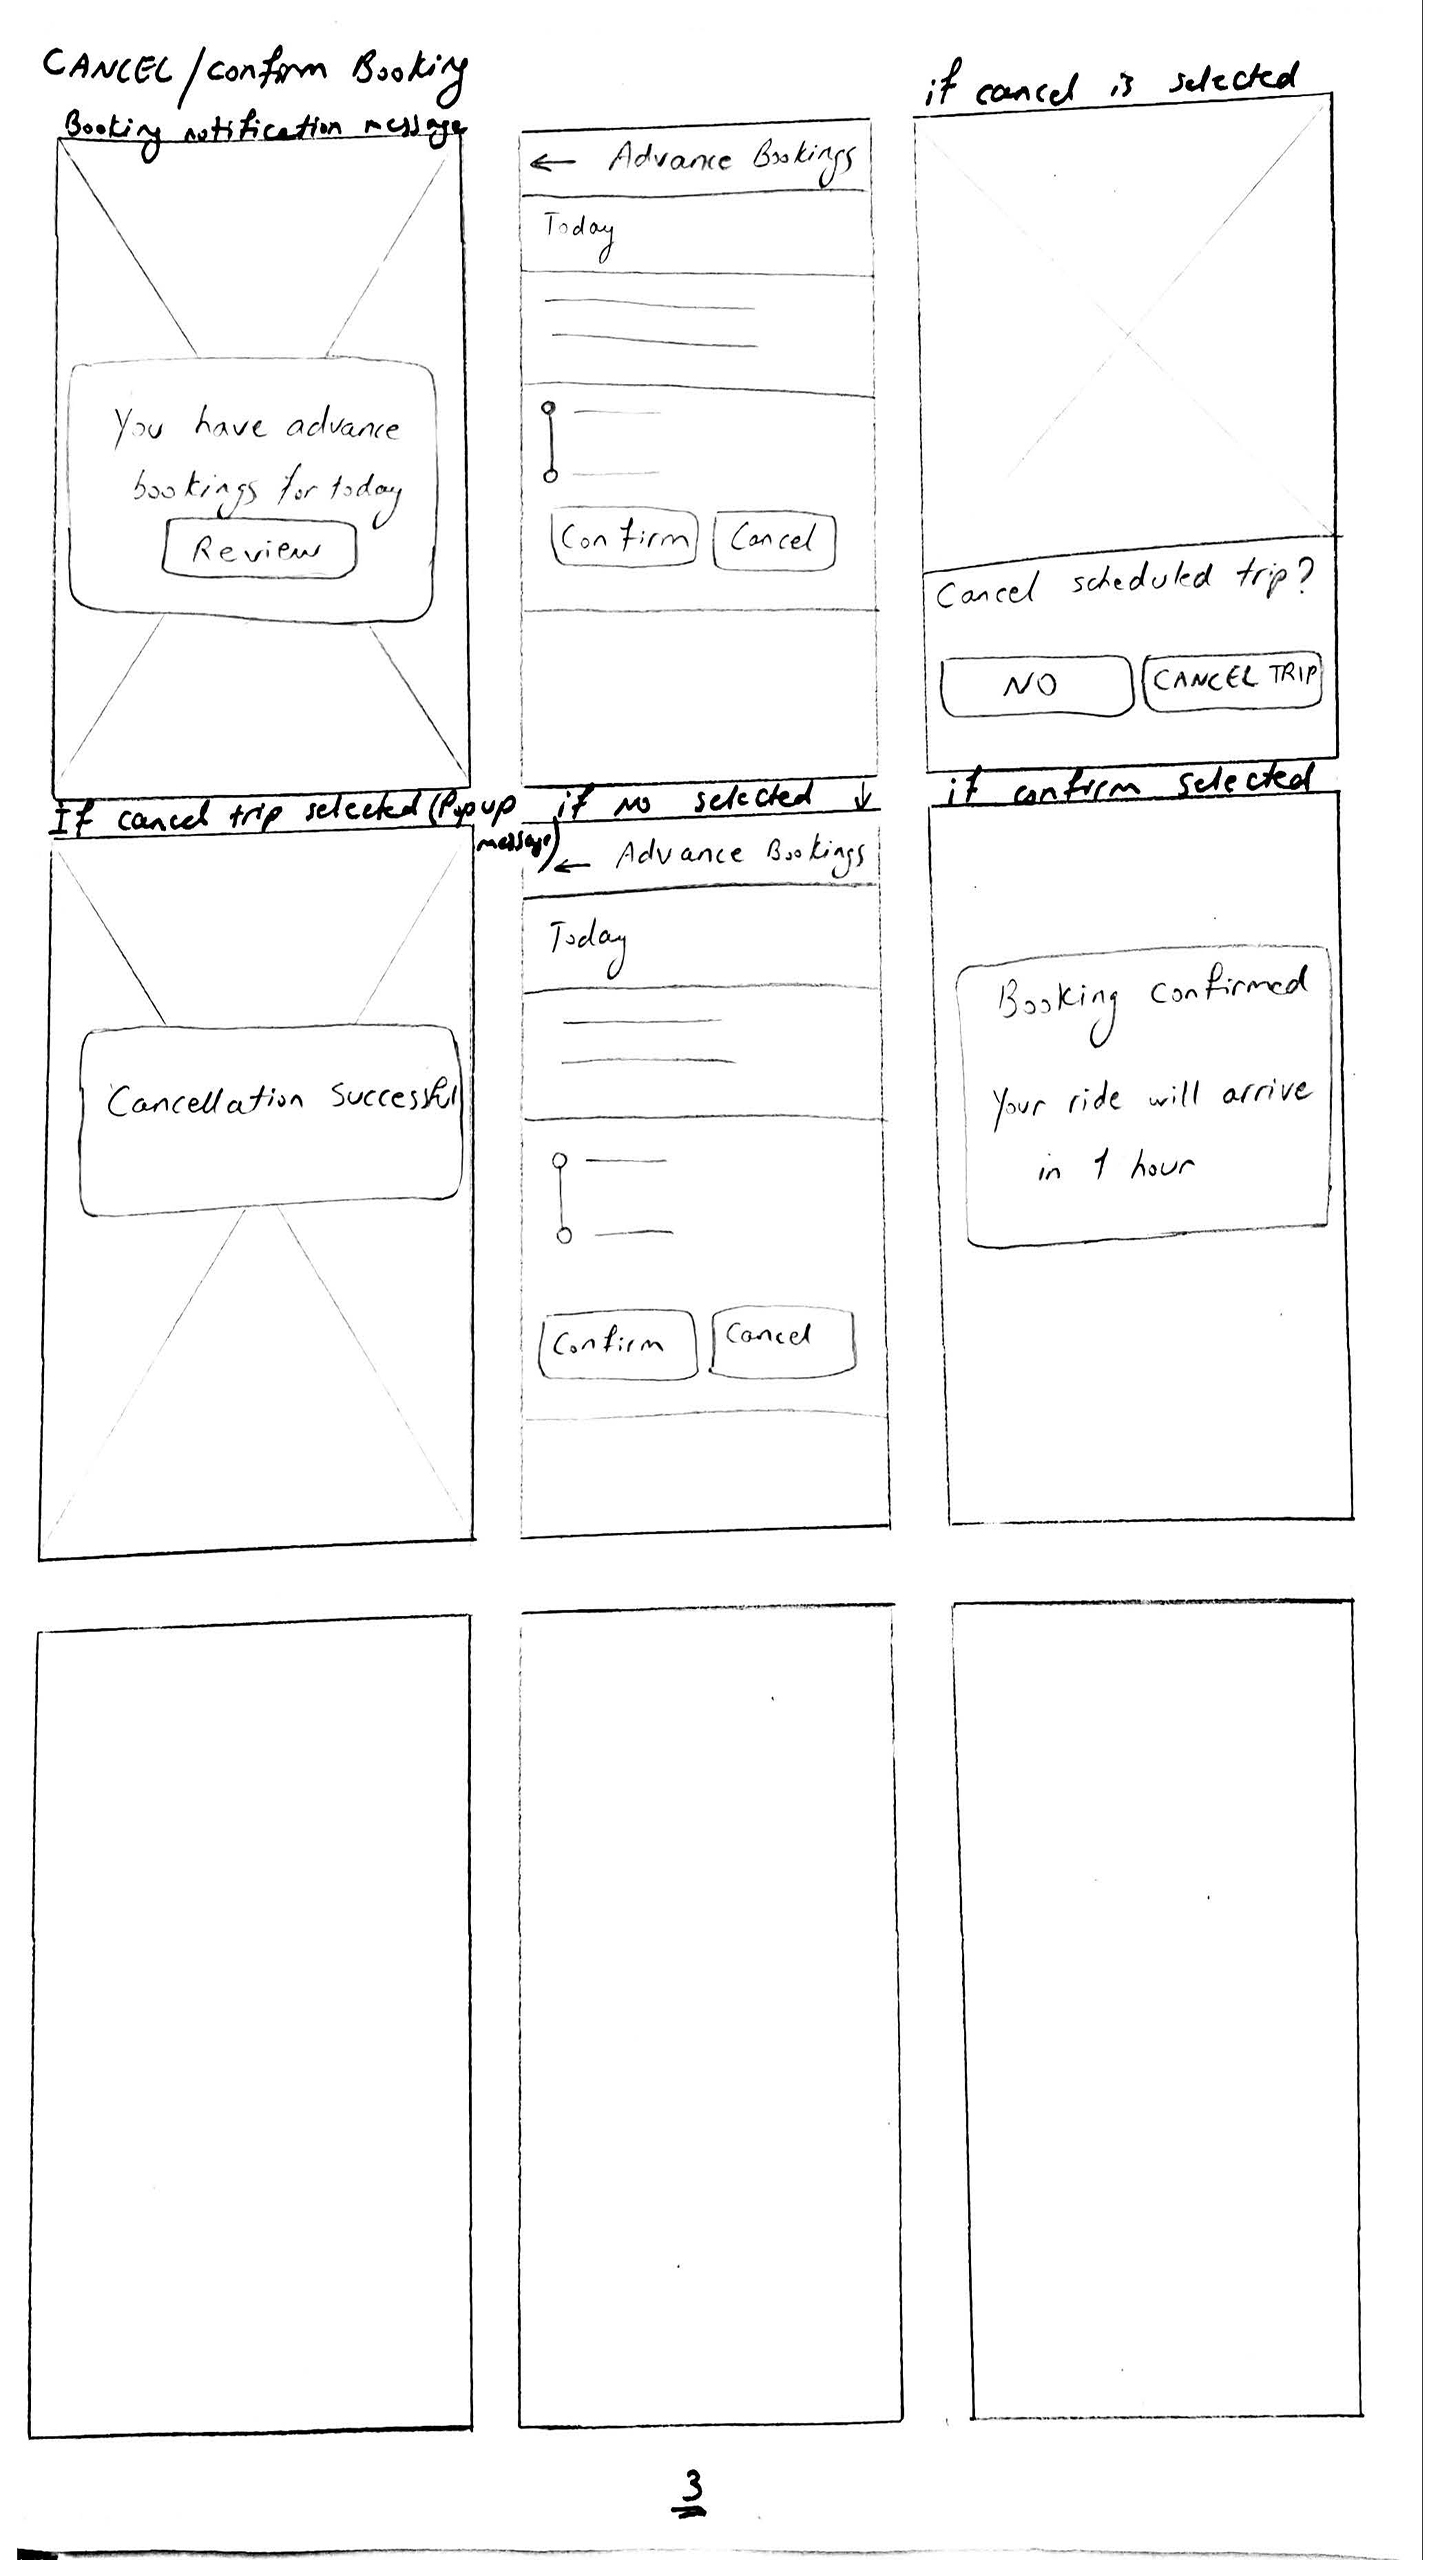 CANCEL/confirm Booking
Booking notification message
You have advance
bookings for today
Review
← Advance Bookings
Today
Confirm
Cancel
if cancel is selected
Cancel scheduled trip?
NO
CANCEL TRIP
If cancel trip selected (Pop up
message)
Cancellation Successful
if NO selected ↓
← Advance Bookings
Today
Confirm
Cancel
if confirm selected
Booking confirmed
Your ride will arrive
in 1 hour
3